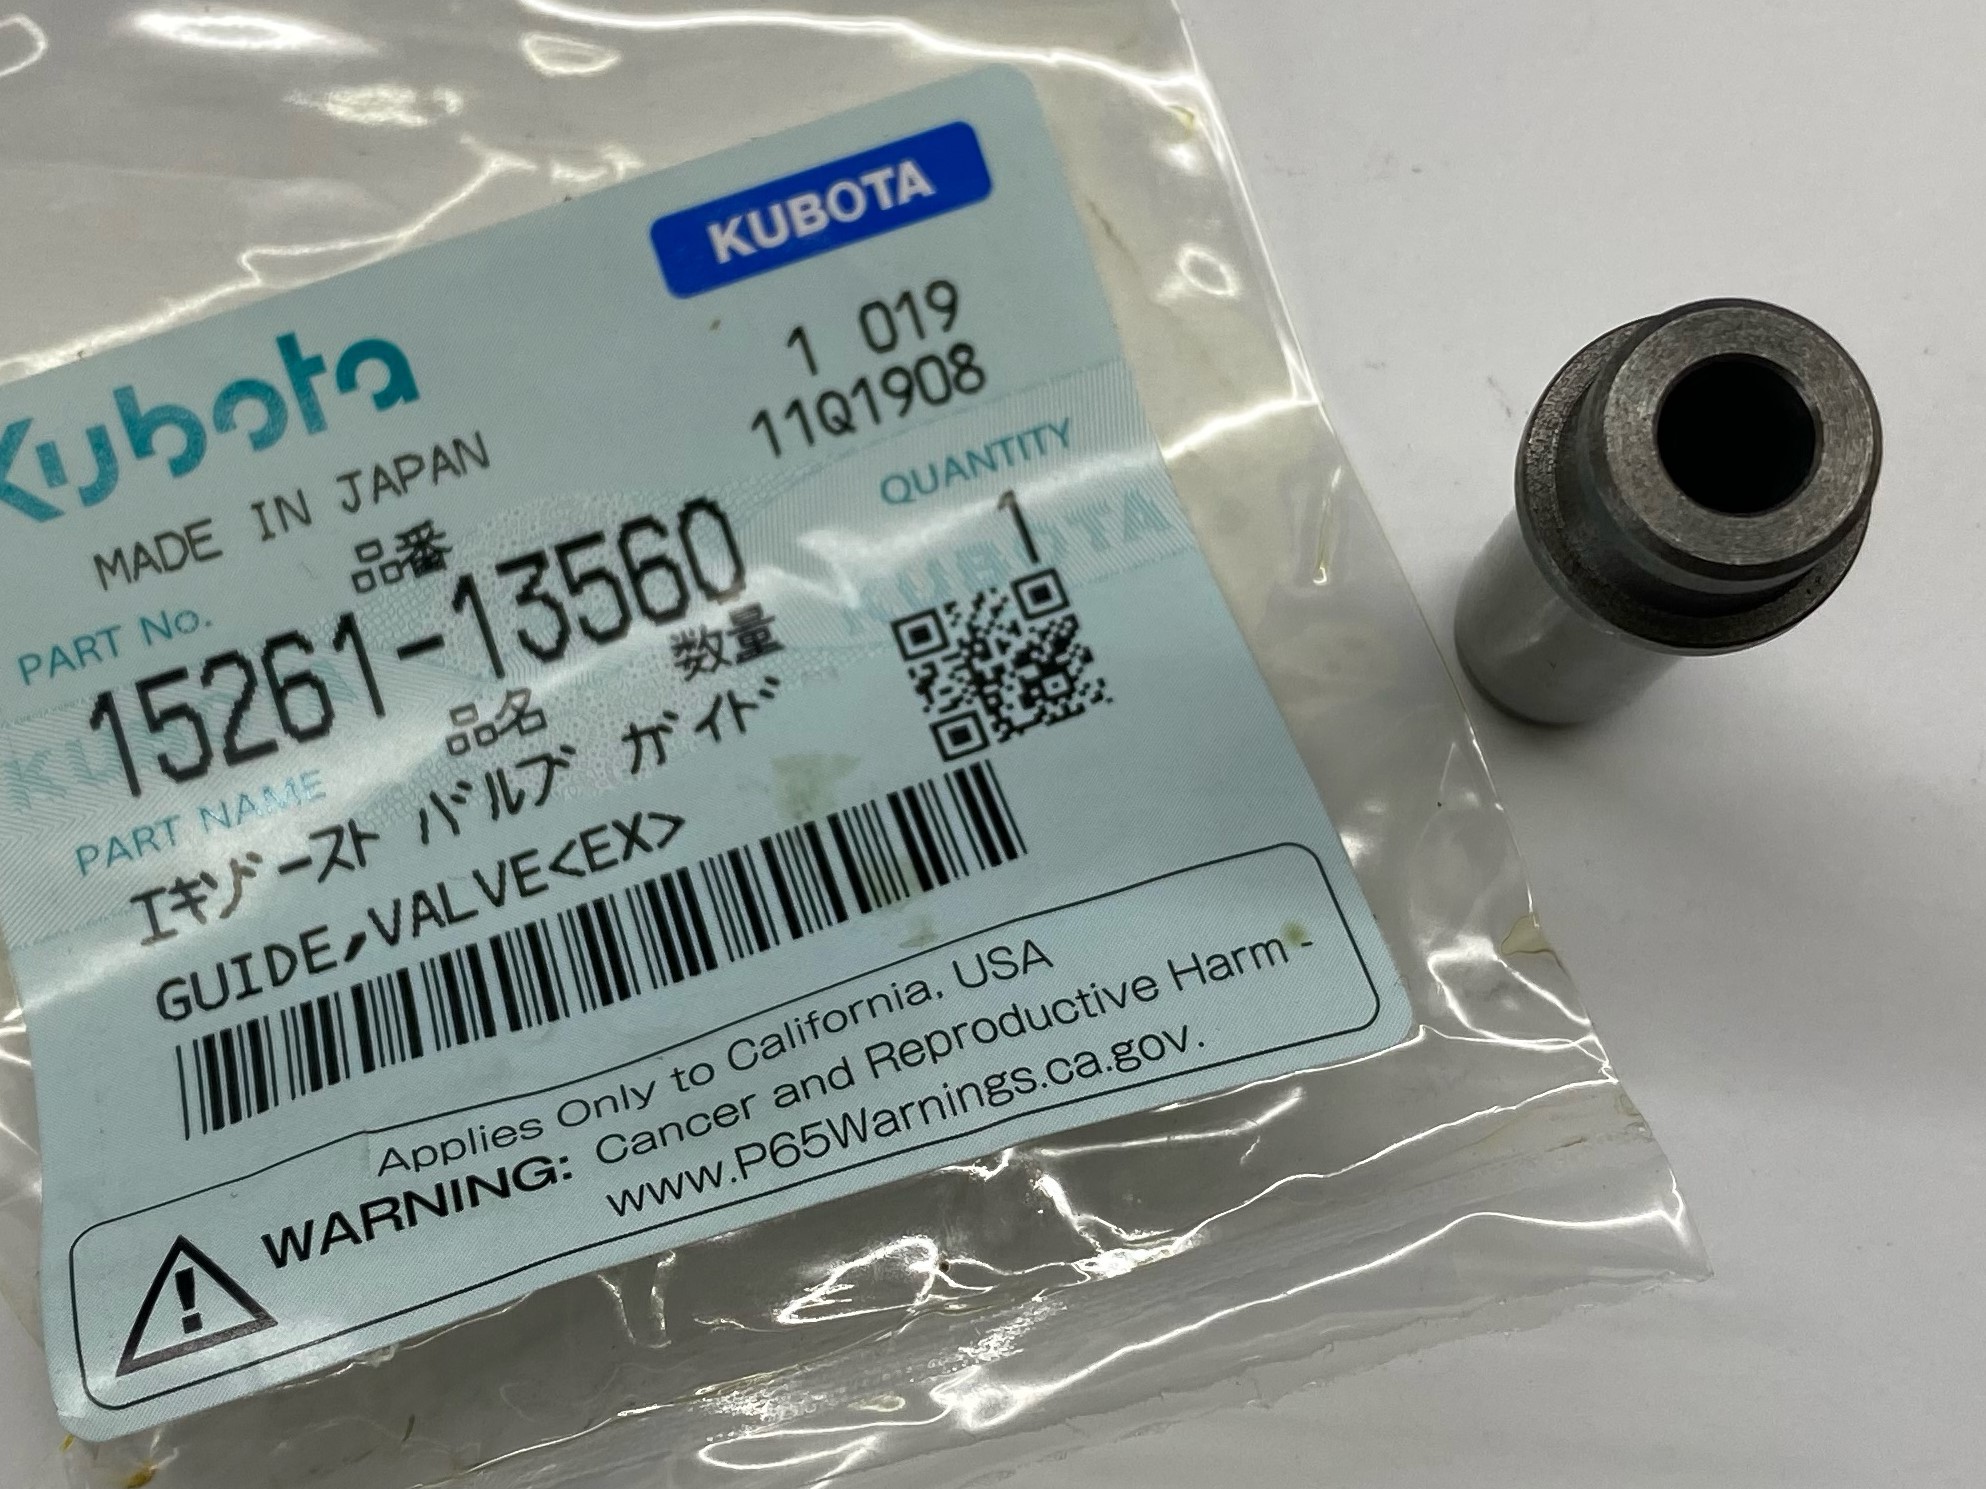 KUBOTA
Kubota
1 019
11Q1908
MADE IN JAPAN
QUANTITY
1
品番
PART No.
15261-13560
数量
品名
PART NAME
エキゾースト バルブ ガイド
GUIDE,VALVE<EX>
Applies Only to California, USA
WARNING: Cancer and Reproductive Harm -
www.P65Warnings.ca.gov.